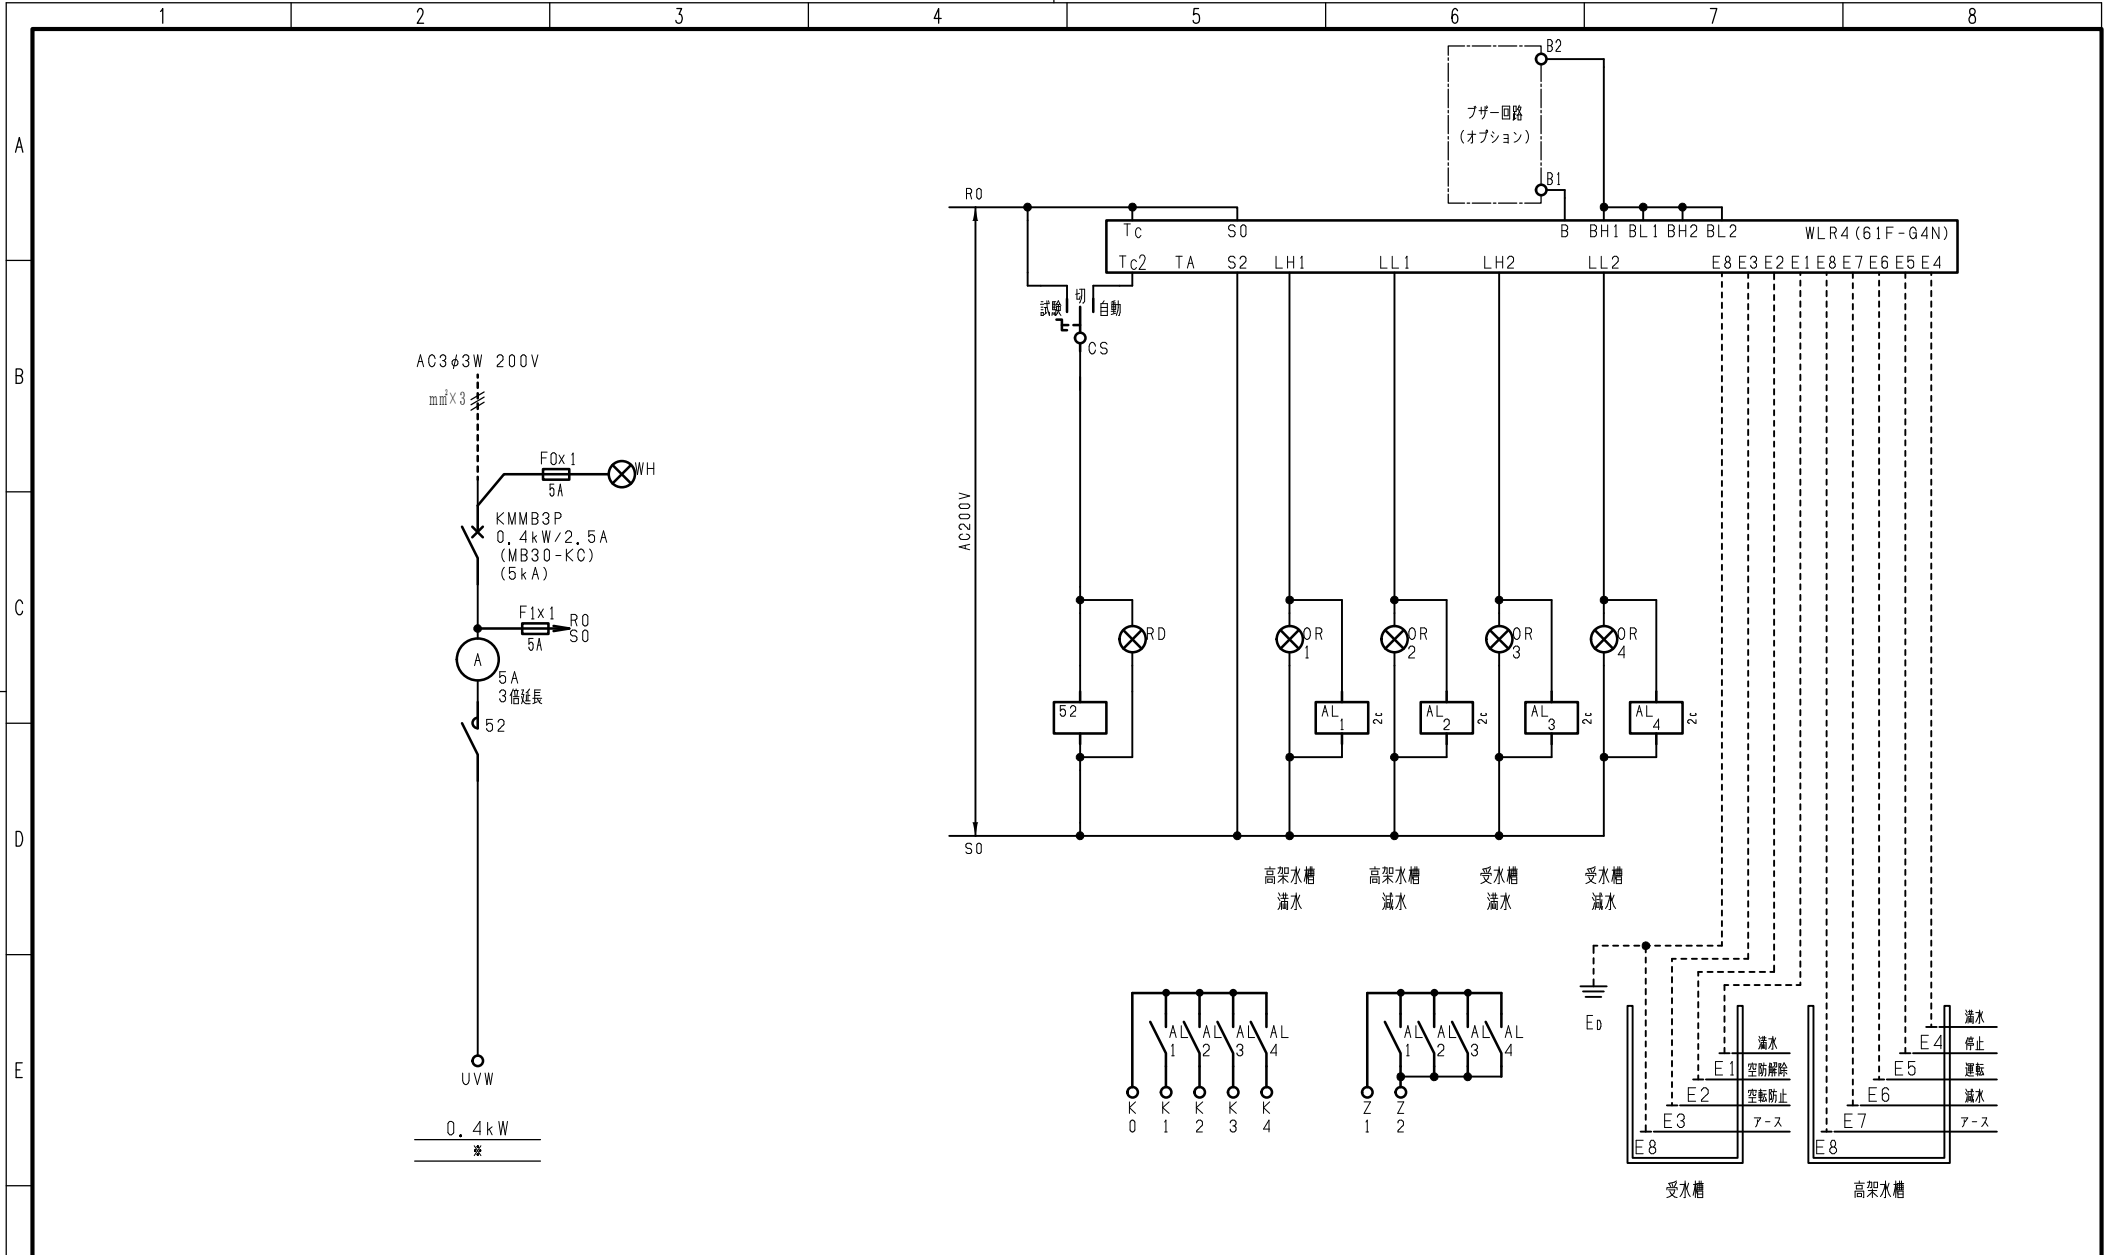 1 2 3 4 5 6 7 8
A
B
C
D
E
AC3φ3W 200V
mm²×3
F0x1
5A
WH
KMMB3P
0.4kW/2.5A
(MB30-KC)
(5kA)
F1x1
5A
R0
S0
A
5A
3倍延長
52
UVW
0.4kW
※
B2
ブザー回路
(オプション)
B1
R0
Tc S0 B BH1 BL1 BH2 BL2 WLR4(61F-G4N)
Tc2 TA S2 LH1 LL1 LH2 LL2 E8 E3 E2 E1 E8 E7 E6 E5 E4
試験 切 自動
CS
AC200V
RD
OR
1
OR
2
OR
3
OR
4
52
AL
1
2c
AL
2
2c
AL
3
2c
AL
4
2c
S0
高架水槽
満水
高架水槽
減水
受水槽
満水
受水槽
減水
AL
1
AL
2
AL
3
AL
4
K
0
K
1
K
2
K
3
K
4
AL
1
AL
2
AL
3
AL
4
Z
1
Z
2
ED
満水
E1 空防解除
E2 空転防止
E3 アース
E8
受水槽
満水
E4 停止
E5 運転
E6 減水
E7 アース
E8
高架水槽